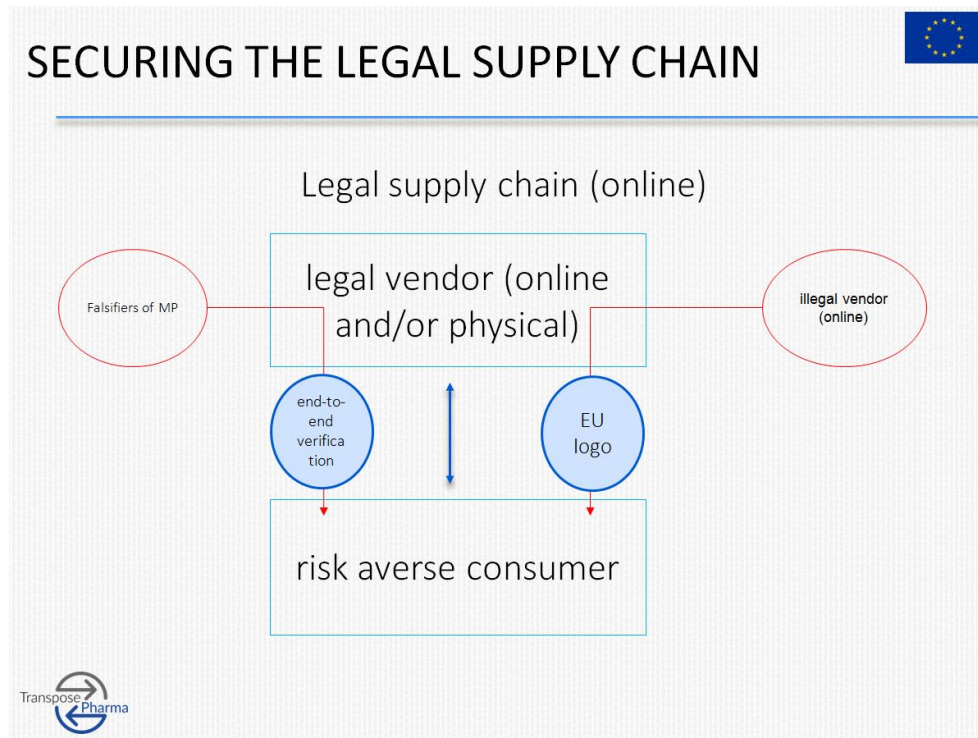 SECURING THE LEGAL SUPPLY CHAIN
Legal supply chain (online)
legal vendor (online
and/or physical)
Falsifiers of MP
illegal vendor
(online)
end-to-
end
verifica
tion
EU
logo
risk averse consumer
Transpose
Pharma